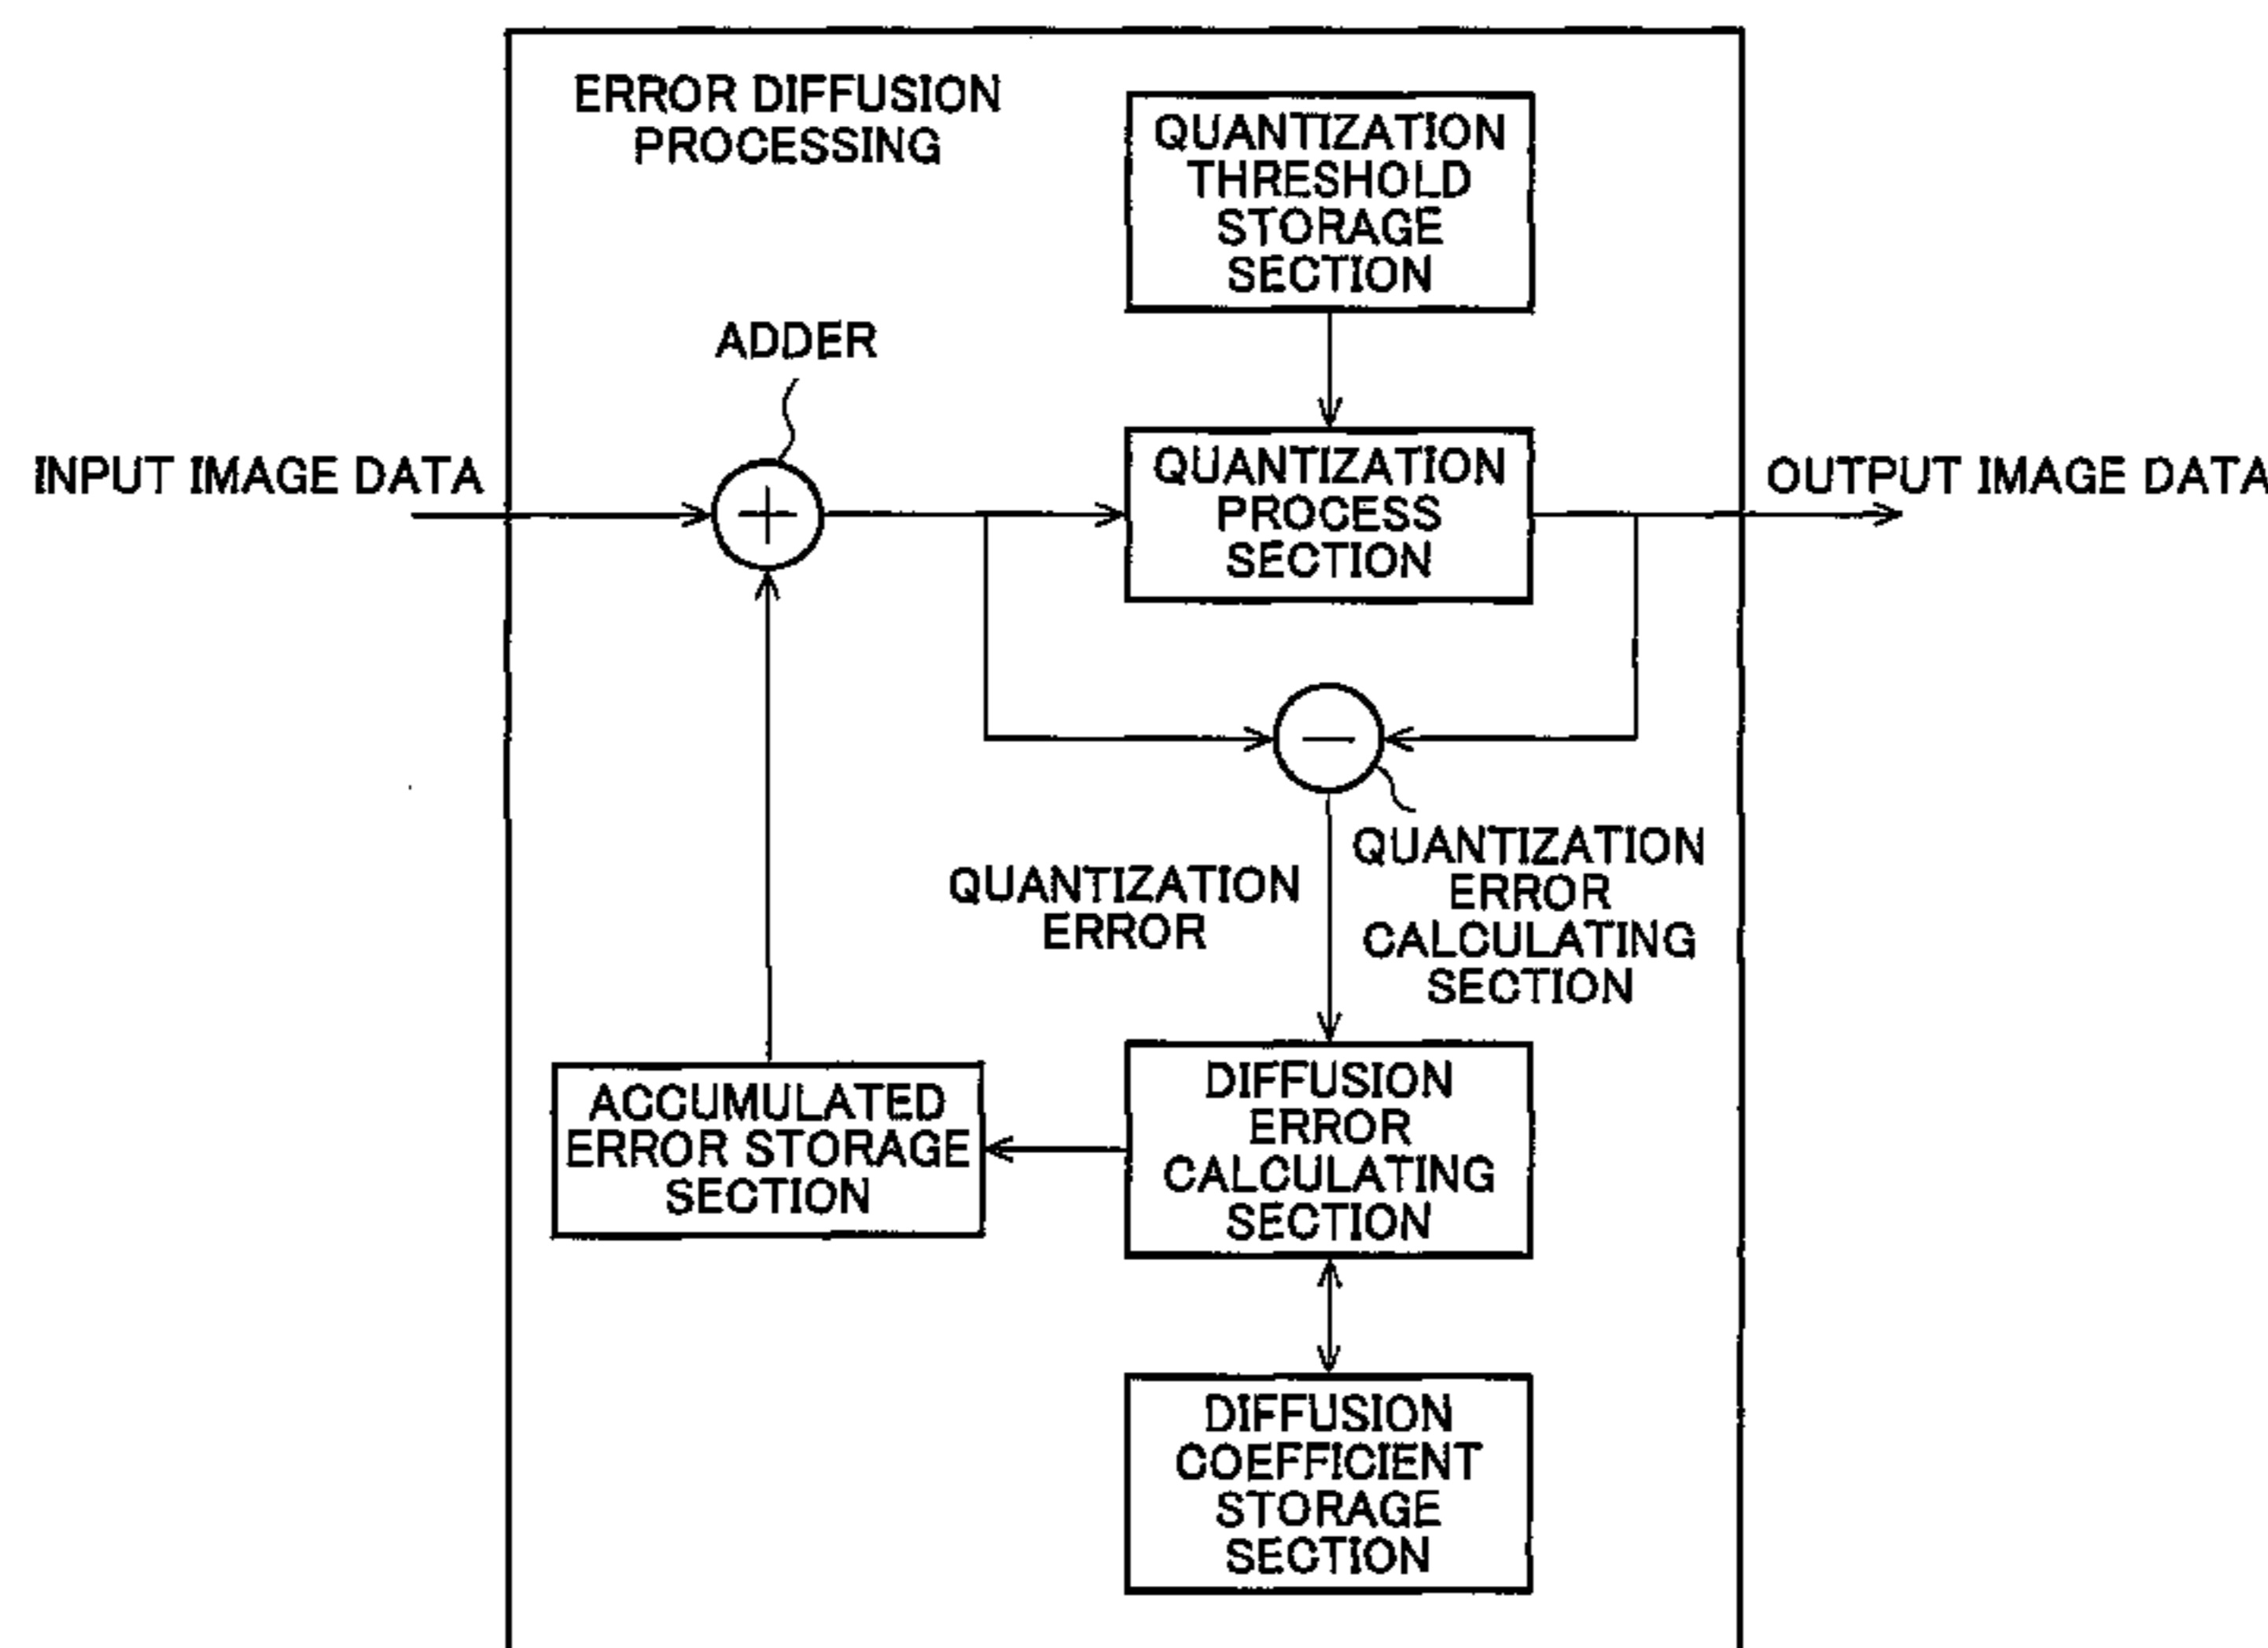 ERROR DIFFUSION
PROCESSING
QUANTIZATION
THRESHOLD
STORAGE
SECTION
ADDER
INPUT IMAGE DATA
QUANTIZATION
PROCESS
SECTION
OUTPUT IMAGE DATA
QUANTIZATION
ERROR
QUANTIZATION
ERROR
CALCULATING
SECTION
ACCUMULATED
ERROR STORAGE
SECTION
DIFFUSION
ERROR
CALCULATING
SECTION
DIFFUSION
COEFFICIENT
STORAGE
SECTION